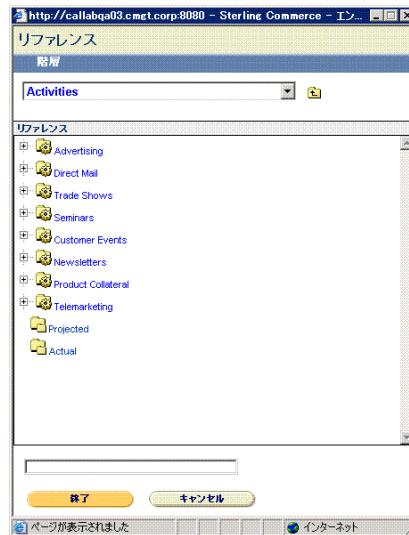 http://callabqa03.cmgt.corp:8080 - Sterling Commerce - エン...
リファレンス
階層
Activities
リファレンス
Advertising
Direct Mail
Trade Shows
Seminars
Customer Events
Newsletters
Product Collateral
Telemarketing
Projected
Actual
終了 キャンセル
ページが表示されました インターネット